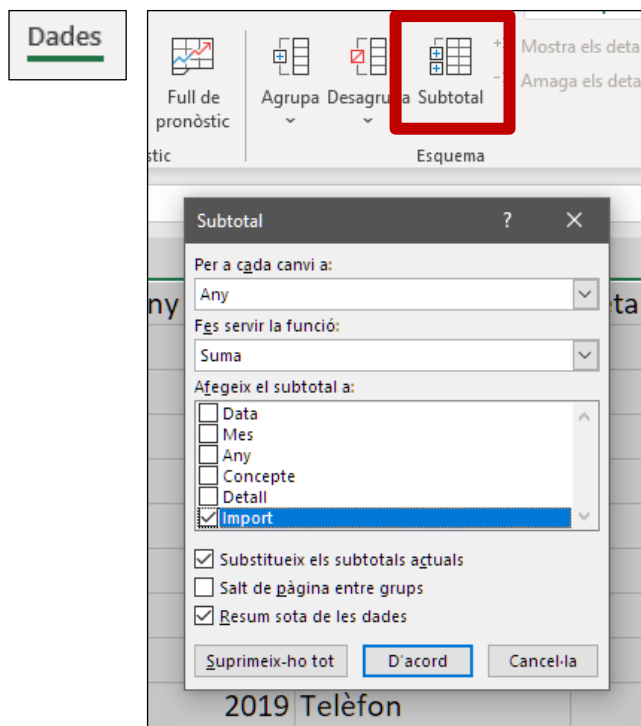 Dades
Mostra els deta
Amaga els deta
Full de
pronòstic
Agrupa Desagrupa Subtotal
stic
Esquema
Subtotal ? ×
Per a cada canvi a:
ny
Any
eta
Fes servir la funció:
Suma
Afegeix el subtotal a:
Data
Mes
Any
Concepte
Detall
Import
Substitueix els subtotals actuals
Salt de pàgina entre grups
Resum sota de les dades
Suprimeix-ho tot D'acord Cancel·la
2019 Telèfon